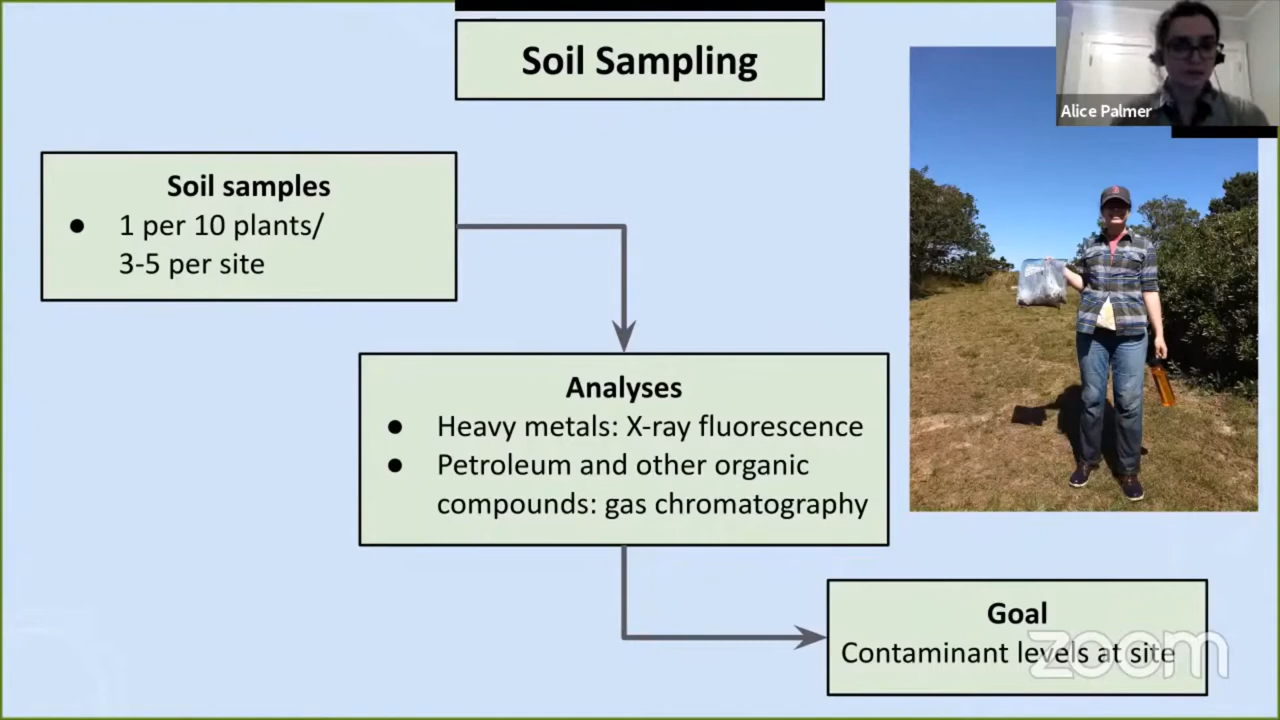 Soil Sampling
Alice Palmer
Soil samples
● 1 per 10 plants/
3-5 per site
Analyses
● Heavy metals: X-ray fluorescence
● Petroleum and other organic
compounds: gas chromatography
Goal
Contaminant levels at site
zoom